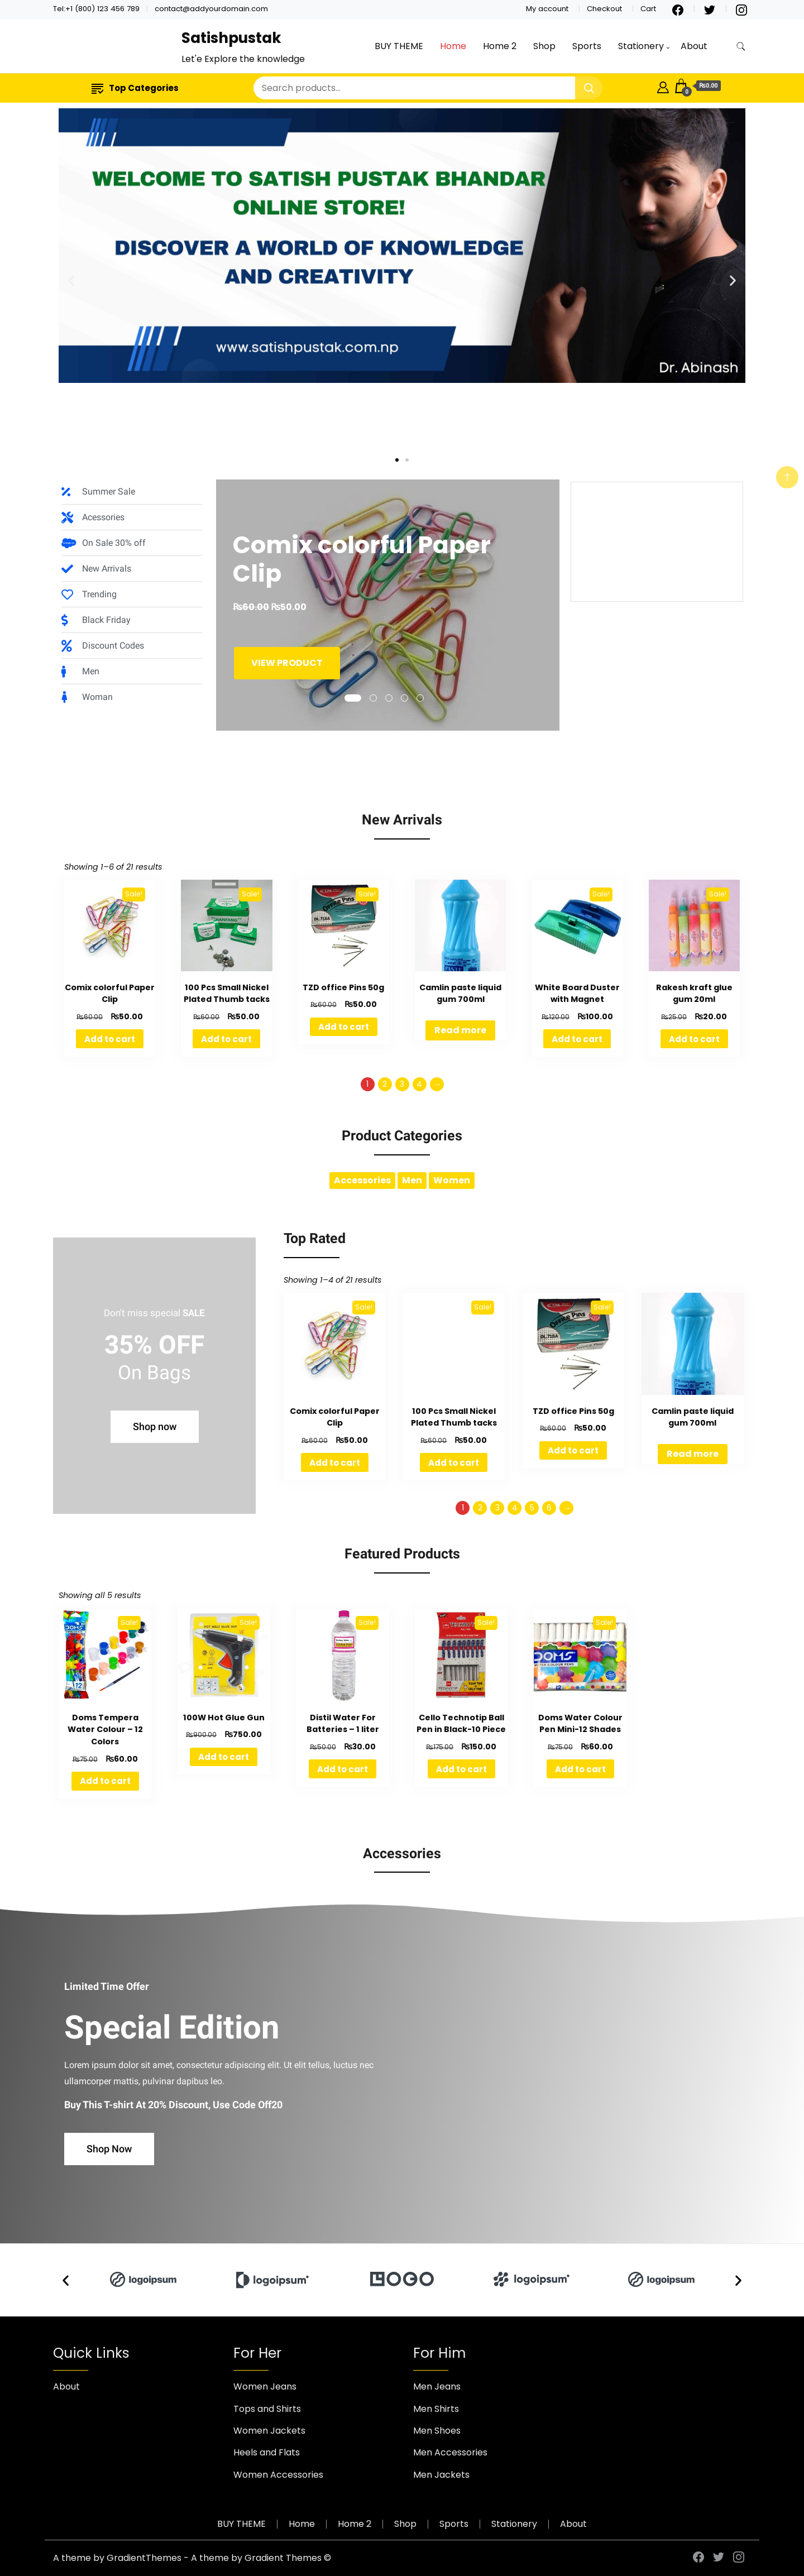 Tel:+1 (800) 123 456 789
contact@addyourdomain.com
My account
Checkout
Cart
Satishpustak
Let'e Explore the knowledge
BUY THEME
Home
Home 2
Shop
Sports
Stationery
About
Top Categories
Search products...
0
₨0.00
WELCOME TO SATISH PUSTAK BHANDAR
ONLINE STORE!
DISCOVER A WORLD OF KNOWLEDGE
AND CREATIVITY
www.satishpustak.com.np
Dr. Abinash
Summer Sale
Acessories
On Sale 30% off
New Arrivals
Trending
Black Friday
Discount Codes
Men
Woman
Comix colorful Paper
Clip
₨60.00 ₨50.00
VIEW PRODUCT
New Arrivals
Showing 1–6 of 21 results
Sale!
Sale!
Sale!
Sale!
Sale!
Comix colorful Paper
Clip
₨60.00 ₨50.00
Add to cart
100 Pcs Small Nickel
Plated Thumb tacks
₨60.00 ₨50.00
Add to cart
TZD office Pins 50g
₨60.00 ₨50.00
Add to cart
Camlin paste liquid
gum 700ml
Read more
White Board Duster
with Magnet
₨120.00 ₨100.00
Add to cart
Rakesh kraft glue
gum 20ml
₨25.00 ₨20.00
Add to cart
1 2 3 4 →
Product Categories
Accessories Men Women
Don't miss special SALE
35% OFF
On Bags
Shop now
Top Rated
Showing 1–4 of 21 results
Sale!
Sale!
Sale!
Comix colorful Paper
Clip
₨60.00 ₨50.00
Add to cart
100 Pcs Small Nickel
Plated Thumb tacks
₨60.00 ₨50.00
Add to cart
TZD office Pins 50g
₨60.00 ₨50.00
Add to cart
Camlin paste liquid
gum 700ml
Read more
1 2 3 4 5 6 →
Featured Products
Showing all 5 results
Sale!
Sale!
Sale!
Sale!
Sale!
Doms Tempera
Water Colour – 12
Colors
₨75.00 ₨60.00
Add to cart
100W Hot Glue Gun
₨900.00 ₨750.00
Add to cart
Distil Water For
Batteries – 1 liter
₨50.00 ₨30.00
Add to cart
Cello Technotip Ball
Pen in Black-10 Piece
₨175.00 ₨150.00
Add to cart
Doms Water Colour
Pen Mini-12 Shades
₨75.00 ₨60.00
Add to cart
Accessories
Limited Time Offer
Special Edition
Lorem ipsum dolor sit amet, consectetur adipiscing elit. Ut elit tellus, luctus nec
ullamcorper mattis, pulvinar dapibus leo.
Buy This T-shirt At 20% Discount, Use Code Off20
Shop Now
logoipsum
logoipsum
LOGO
logoipsum
logoipsum
Quick Links
About
For Her
Women Jeans
Tops and Shirts
Women Jackets
Heels and Flats
Women Accessories
For Him
Men Jeans
Men Shirts
Men Shoes
Men Accessories
Men Jackets
BUY THEME
Home
Home 2
Shop
Sports
Stationery
About
A theme by GradientThemes - A theme by Gradient Themes ©